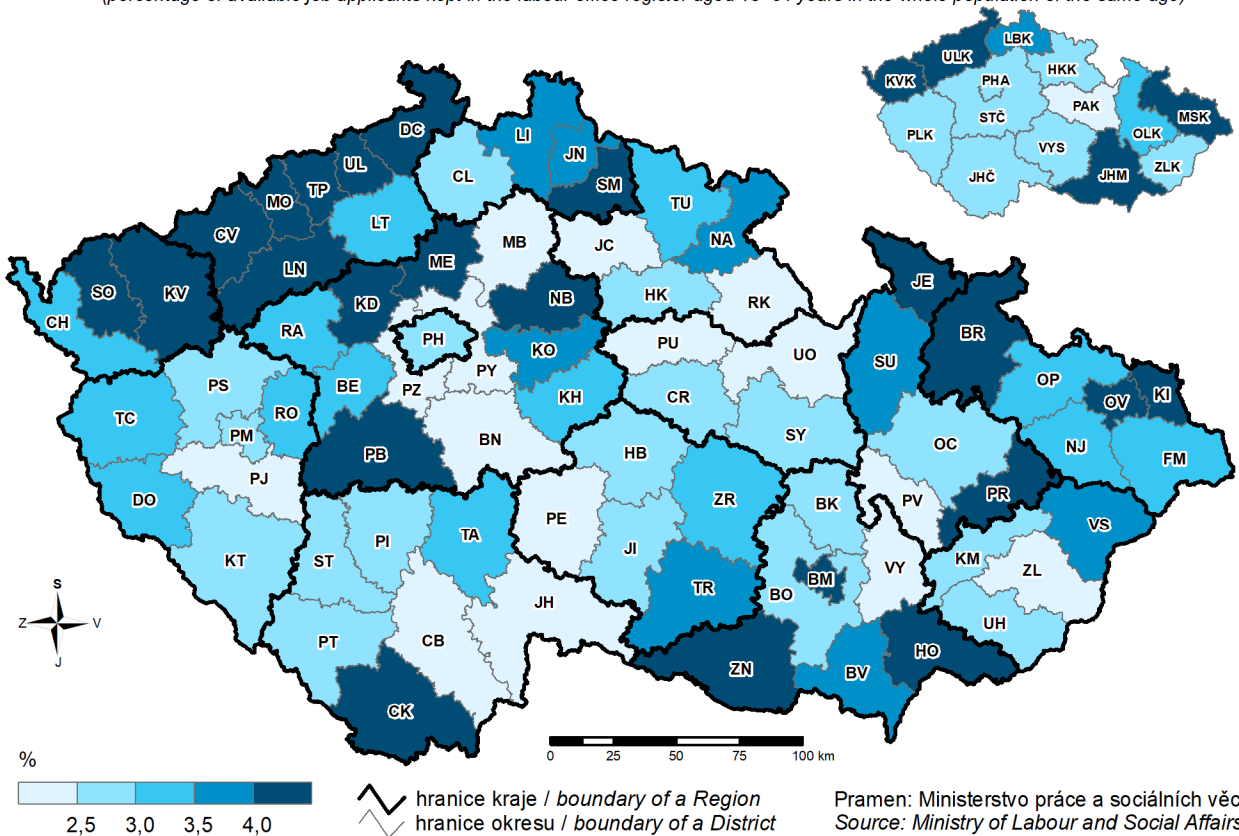 LBK
ULK
HKK
KVK
PHA
PAK
MSK
STČ
PLK
OLK
VYS
ZLK
JHČ
JHM
DC
LI
UL
JN
CL
TP
SM
MO
TU
LT
CV
NA
MB
JC
ME
LN
JE
SO
KV
NB
HK
RK
KD
CH
RA
BR
PH
PU
KO
UO
SU
PY
OP
PS
BE
PZ
KH
CR
OV
KI
TC
RO
PM
SY
BN
OC
NJ
FM
PB
HB
PJ
DO
ZR
PR
PV
BK
VS
PE
TA
PI
JI
ST
KT
KM
VY
ZL
BM
TR
BO
JH
UH
CB
PT
HO
ZN
BV
CK
S
Z V
J
0 25 50 75 100 km
%
2,5 3,0 3,5 4,0
hranice kraje / boundary of a Region
hranice okresu / boundary of a District
Pramen: Ministerstvo práce a sociálních věc
Source: Ministry of Labour and Social Affairs